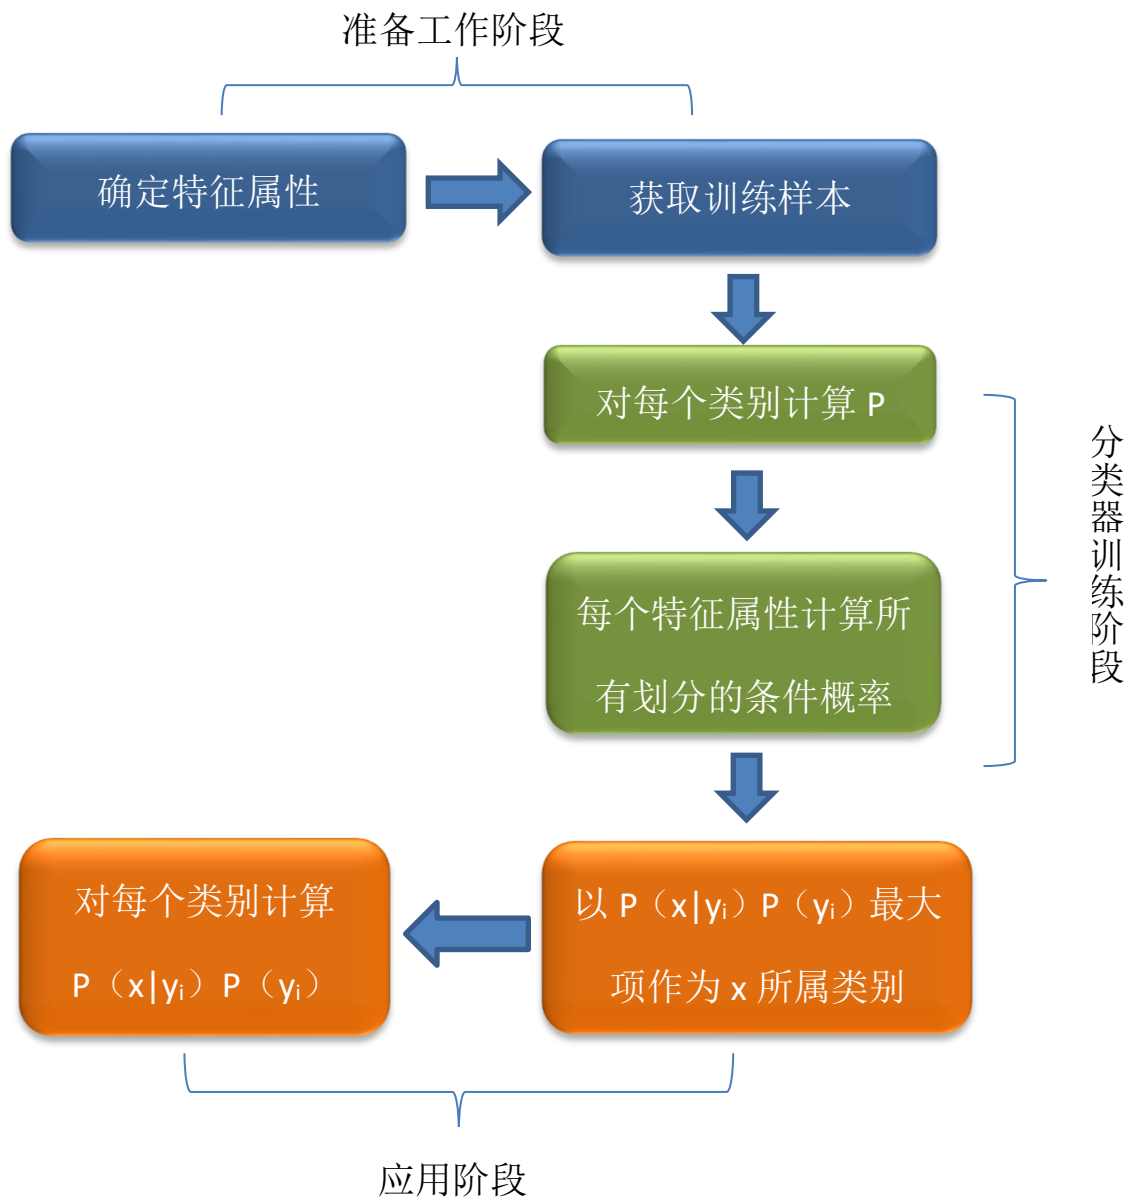 准备工作阶段
确定特征属性
获取训练样本
对每个类别计算 P
每个特征属性计算所
有划分的条件概率
分类器训练阶段
对每个类别计算
P（x|yᵢ）P（yᵢ）
以 P（x|yᵢ）P（yᵢ）最大
项作为 x 所属类别
应用阶段